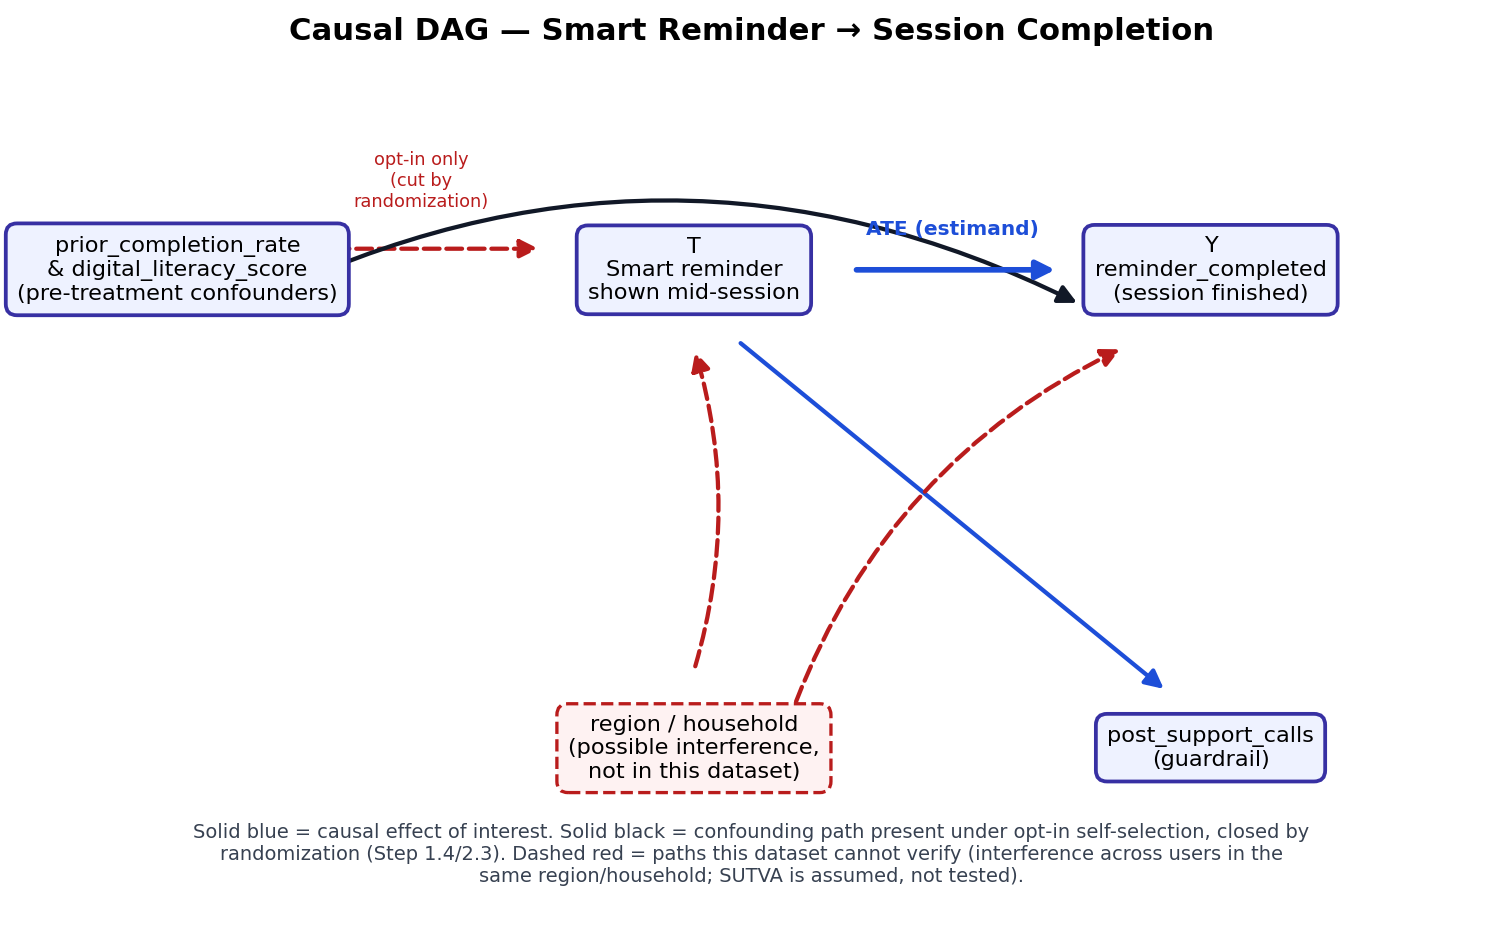 Causal DAG — Smart Reminder → Session Completion
opt-in only
(cut by
randomization)
prior_completion_rate
& digital_literacy_score
(pre-treatment confounders)
T
Smart reminder
shown mid-session
ATE (estimand)
Y
reminder_completed
(session finished)
region / household
(possible interference,
not in this dataset)
post_support_calls
(guardrail)
Solid blue = causal effect of interest. Solid black = confounding path present under opt-in self-selection, closed by
randomization (Step 1.4/2.3). Dashed red = paths this dataset cannot verify (interference across users in the
same region/household; SUTVA is assumed, not tested).